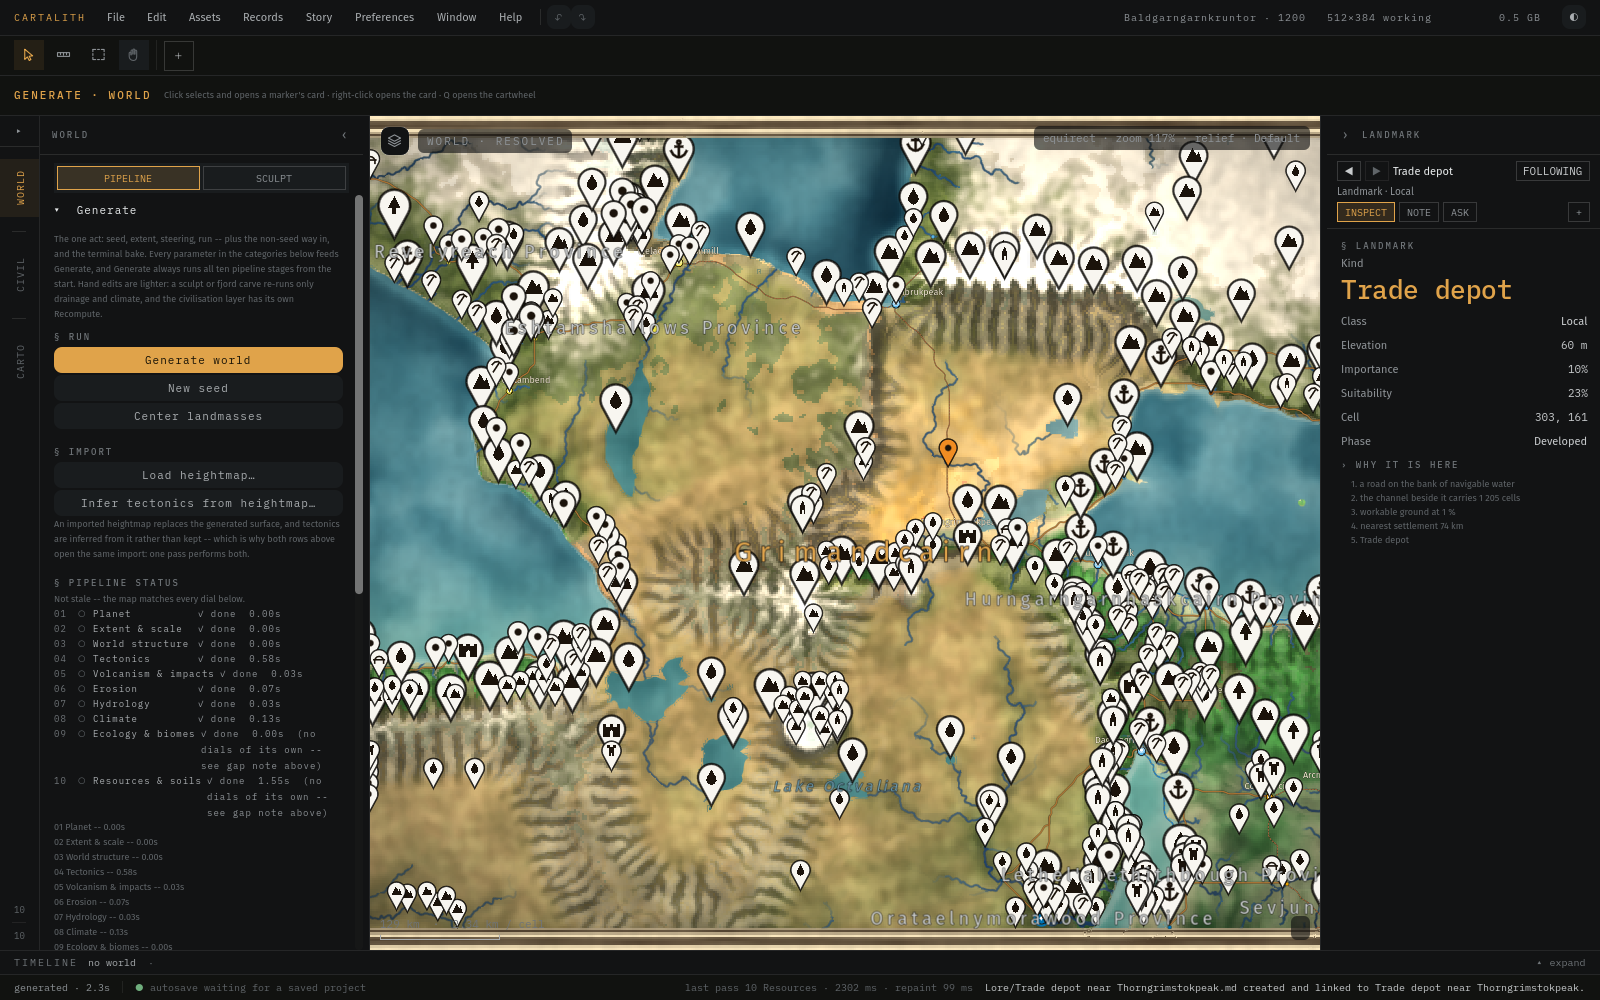 CARTALITH File Edit Assets Records Story Preferences Window Help
Baldgarngarnkruntor · 1200 512×384 working 0.5 GB
+
GENERATE · WORLD Click selects and opens a marker's card · right-click opens the card · Q opens the cartwheel
WORLD
CIVIL
CARTO
10
10
WORLD
PIPELINE SCULPT
Generate
The one act: seed, extent, steering, run -- plus the non-seed way in,
and the terminal bake. Every parameter in the categories below feeds
Generate, and Generate always runs all ten pipeline stages from the
start. Hand edits are lighter: a sculpt or fjord carve re-runs only
drainage and climate, and the civilisation layer has its own
Recompute.
§ RUN
Generate world
New seed
Center landmasses
§ IMPORT
Load heightmap…
Infer tectonics from heightmap…
An imported heightmap replaces the generated surface, and tectonics
are inferred from it rather than kept -- which is why both rows above
open the same import: one pass performs both.
§ PIPELINE STATUS
Not stale -- the map matches every dial below.
01 ○ Planet √ done 0.00s
02 ○ Extent & scale √ done 0.00s
03 ○ World structure √ done 0.00s
04 ○ Tectonics √ done 0.58s
05 ○ Volcanism & impacts √ done 0.03s
06 ○ Erosion √ done 0.07s
07 ○ Hydrology √ done 0.03s
08 ○ Climate √ done 0.13s
09 ○ Ecology & biomes √ done 0.00s (no
dials of its own --
see gap note above)
10 ○ Resources & soils √ done 1.55s (no
dials of its own --
see gap note above)
01 Planet -- 0.00s
02 Extent & scale -- 0.00s
03 World structure -- 0.00s
04 Tectonics -- 0.58s
05 Volcanism & impacts -- 0.03s
06 Erosion -- 0.07s
07 Hydrology -- 0.03s
08 Climate -- 0.13s
09 Ecology & biomes -- 0.00s
WORLD · RESOLVED
equirect · zoom 117% · relief · Default
Revelyreach Province
Eshtamshallows Province
brukpeak
ambend
Grimandcairn
Lake Octvaliana
Orataelnymorawood Province
Sevjun
LANDMARK
Trade depot FOLLOWING
Landmark · Local
INSPECT NOTE ASK +
§ LANDMARK
Kind
Trade depot
Class Local
Elevation 60 m
Importance 10%
Suitability 23%
Cell 303, 161
Phase Developed
› WHY IT IS HERE
1. a road on the bank of navigable water
2. the channel beside it carries 1 205 cells
3. workable ground at 1 %
4. nearest settlement 74 km
5. Trade depot
TIMELINE no world · expand
generated · 2.3s autosave waiting for a saved project last pass 10 Resources · 2302 ms · repaint 99 ms Lore/Trade depot near Thorngrimstokpeak.md created and linked to Trade depot near Thorngrimstokpeak.